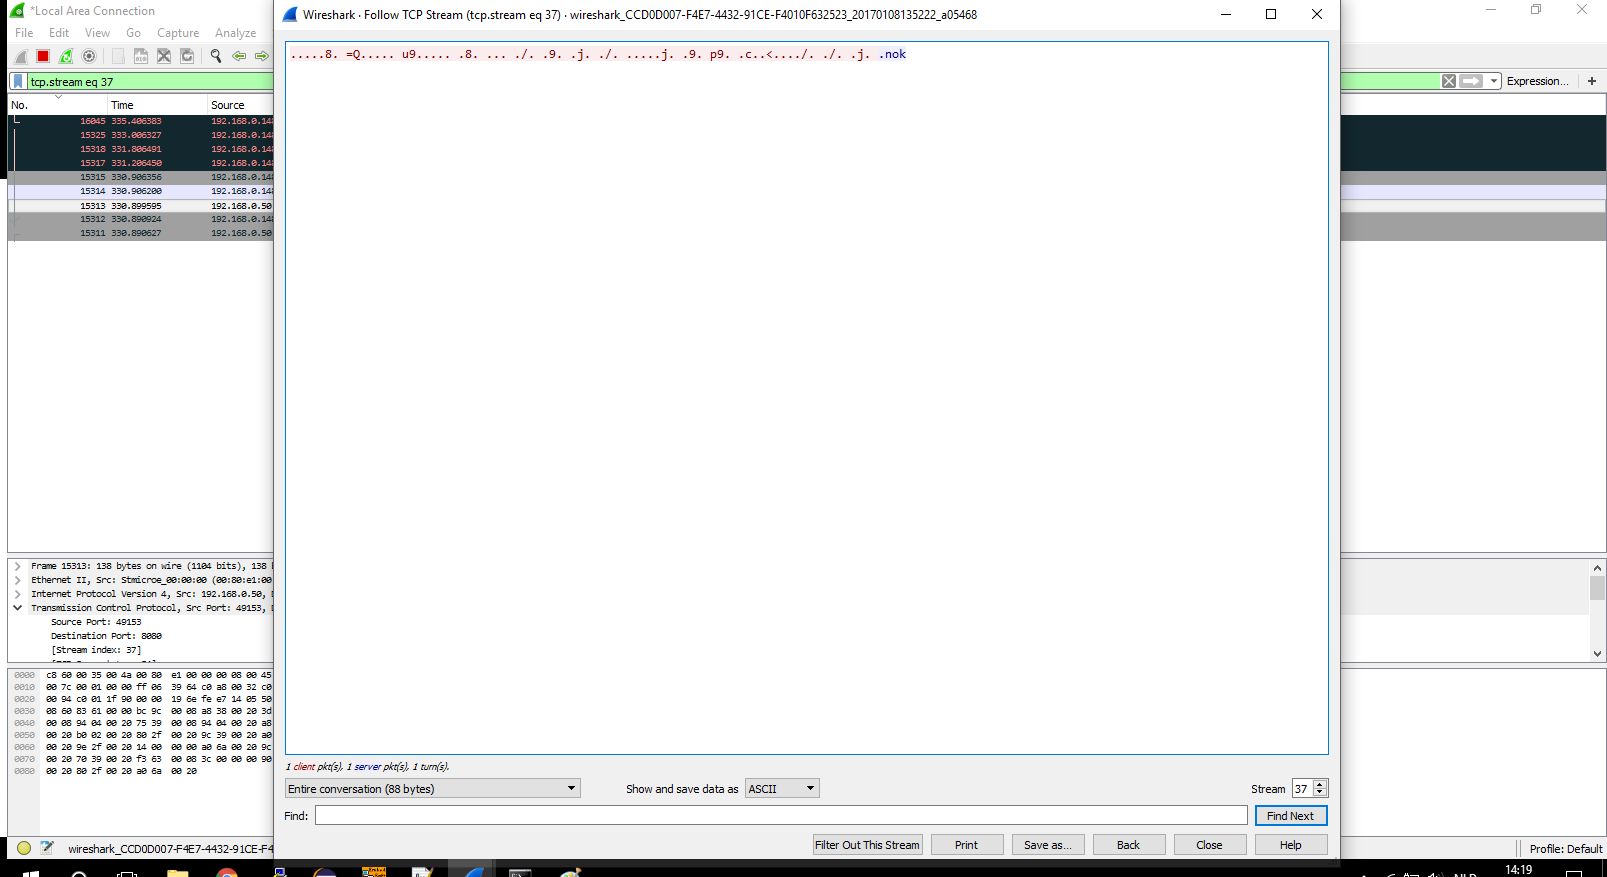 *Local Area Connection
File Edit View Go Capture Analyze
tcp.stream eq 37
Expression... +
No. Time Source
16045 335.406383 192.168.0.148
15325 333.006327 192.168.0.148
15318 331.806491 192.168.0.148
15317 331.206450 192.168.0.148
15315 330.906356 192.168.0.148
15314 330.906200 192.168.0.148
15313 330.899595 192.168.0.50
15312 330.890924 192.168.0.148
15311 330.890627 192.168.0.50
Frame 15313: 138 bytes on wire (1104 bits), 138 b
Ethernet II, Src: Stmicroe_00:00:00 (00:80:e1:00
Internet Protocol Version 4, Src: 192.168.0.50, D
Transmission Control Protocol, Src Port: 49153, D
Source Port: 49153
Destination Port: 8080
[Stream index: 37]
0000 c8 60 00 35 00 4a 00 80 e1 00 00 00 08 00 45
0010 00 7c 00 01 00 00 ff 06 39 64 c0 a8 00 32 c0
0020 00 94 c0 01 1f 90 00 00 19 6e fe e7 14 05 50
0030 08 60 83 61 00 00 bc 9c 00 08 a8 38 00 20 3d
0040 00 08 94 04 00 20 75 39 00 08 94 04 00 20 a8
0050 00 20 b0 02 00 20 80 2f 00 20 9c 39 00 20 a0
0060 00 20 9e 2f 00 20 14 00 00 00 a0 6a 00 20 9c
0070 00 20 70 39 00 20 f3 63 00 08 3c 00 00 00 90
0080 00 20 80 2f 00 20 a0 6a 00 20
wireshark_CCD0D007-F4E7-4432-91CE-F4
Profile: Default
Wireshark · Follow TCP Stream (tcp.stream eq 37) · wireshark_CCD0D007-F4E7-4432-91CE-F4010F632523_20170108135222_a05468
.....8. =Q..... u9..... .8. ... ./. .9. .j. ./. .....j. .9. p9. .c..<..../. ./. .j. .nok
1 client pkt(s), 1 server pkt(s), 1 turn(s).
Entire conversation (88 bytes)
Show and save data as ASCII
Stream 37
Find:
Find Next
Filter Out This Stream Print Save as... Back Close Help
14:19